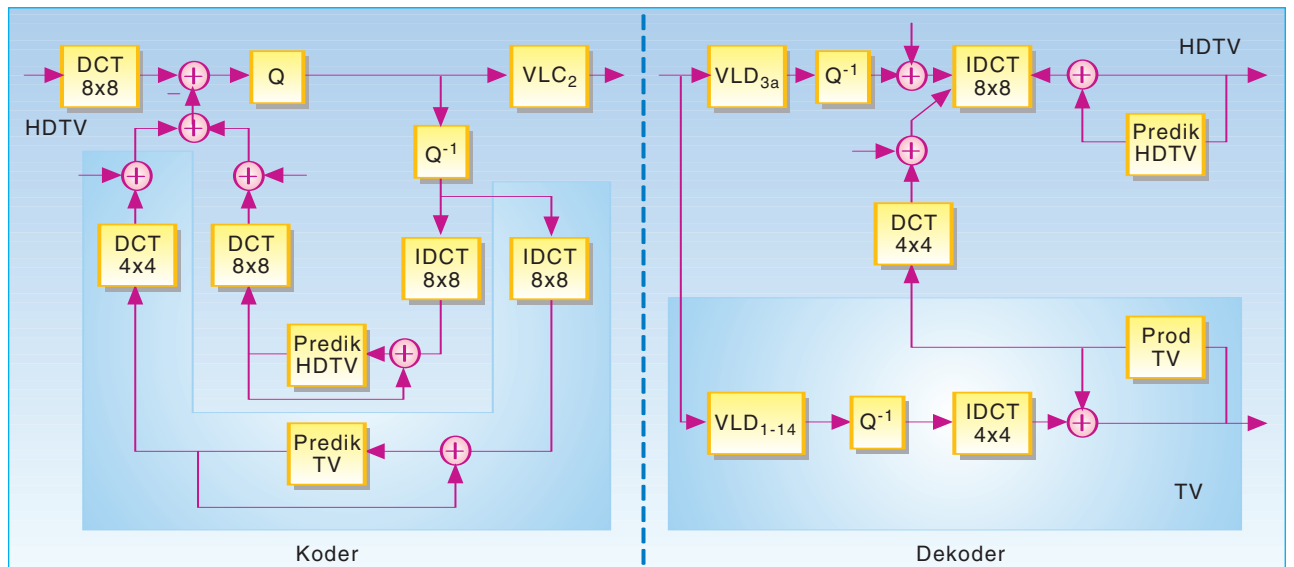 DCT
8x8
Q
VLC2
HDTV
–
Q-1
DCT
4x4
DCT
8x8
IDCT
8x8
IDCT
8x8
Predik
HDTV
Predik
TV
Koder
VLD3a
Q-1
IDCT
8x8
HDTV
Predik
HDTV
DCT
4x4
Prod
TV
VLD1-14
Q-1
IDCT
4x4
TV
Dekoder